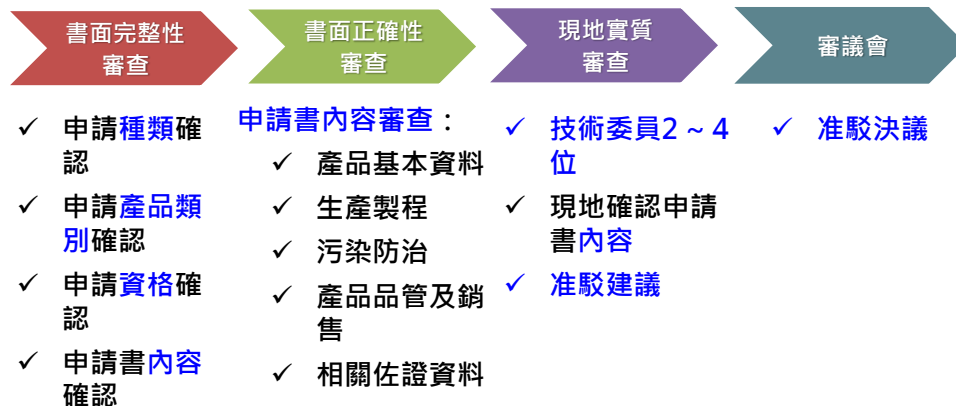 書面完整性
審查
書面正確性
審查
現地實質
審查
審議會
✓ 申請種類確
認
✓ 申請產品類
別確認
✓ 申請資格確
認
✓ 申請書內容
確認
申請書內容審查：
✓ 產品基本資料
✓ 生產製程
✓ 污染防治
✓ 產品品管及銷
售
✓ 相關佐證資料
✓ 技術委員2～4
位
✓ 現地確認申請
書內容
✓ 准駁建議
✓ 准駁決議